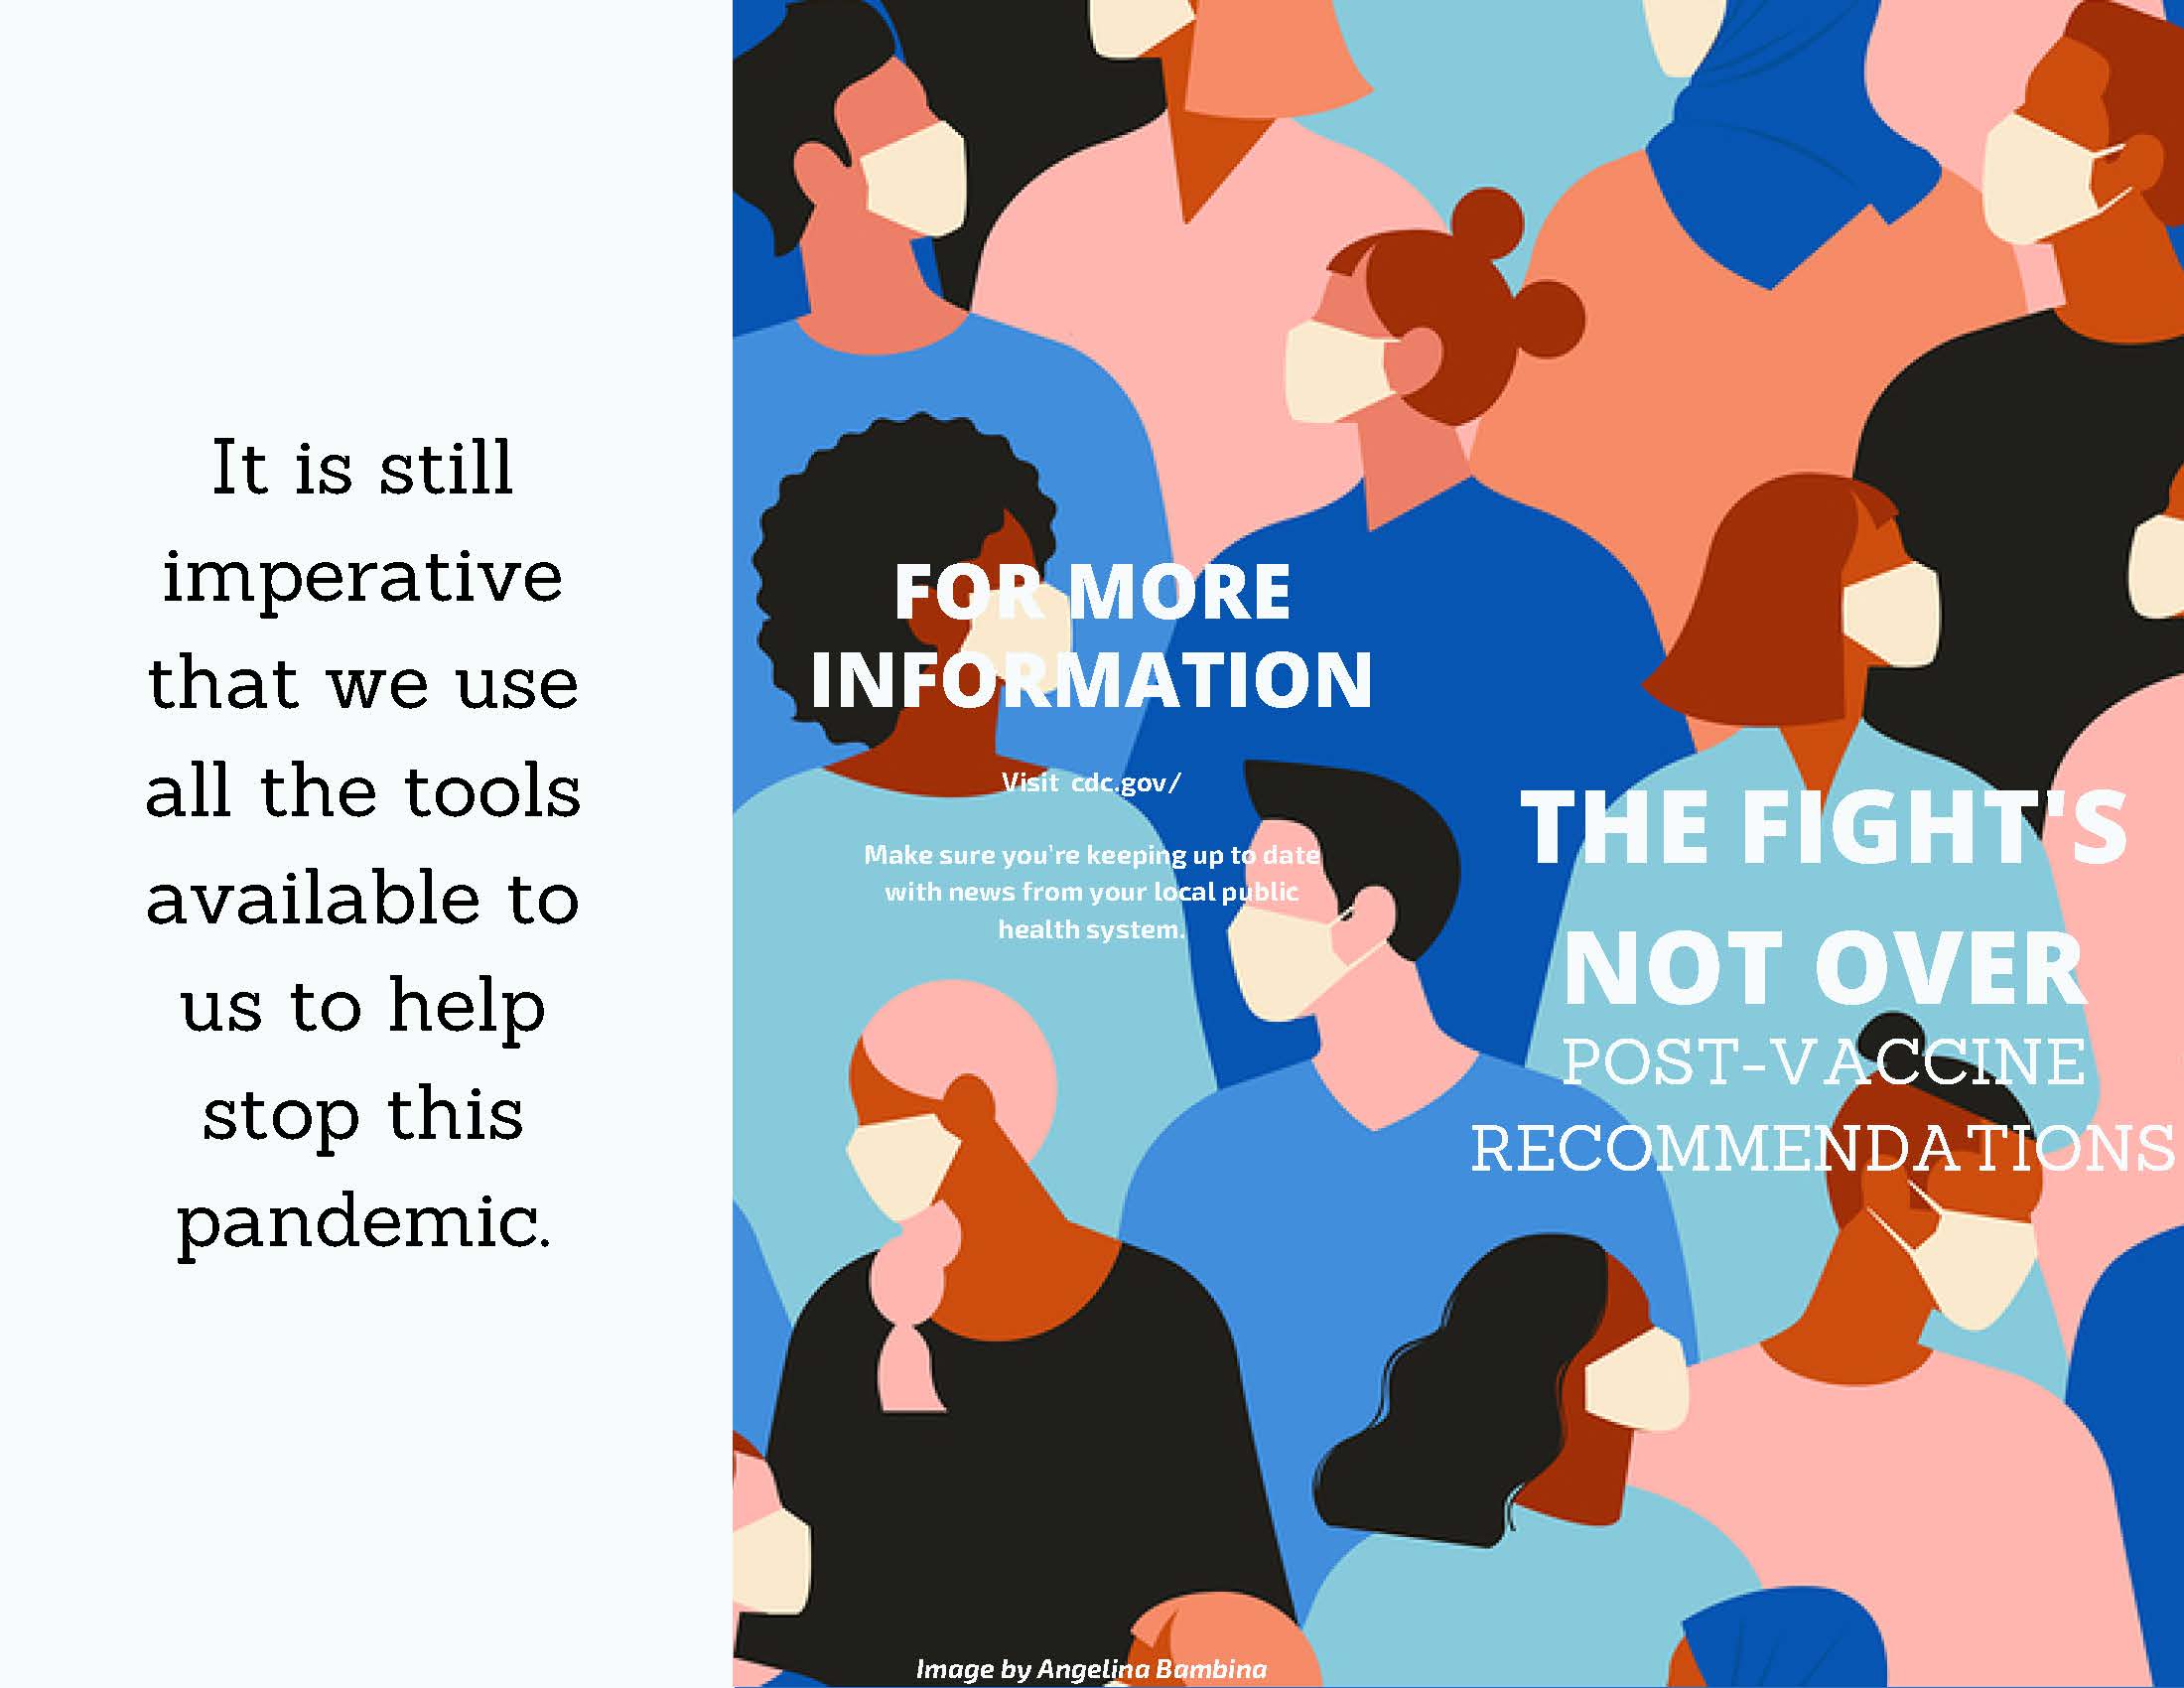 It is still
imperative
that we use
all the tools
available to
us to help
stop this
pandemic.
FOR MORE
INFORMATION
Visit cdc.gov/
Make sure you're keeping up to date
with news from your local public
health system.
Image by Angelina Bambina
THE FIGHT'S
NOT OVER
POST-VACCINE
RECOMMENDATIONS